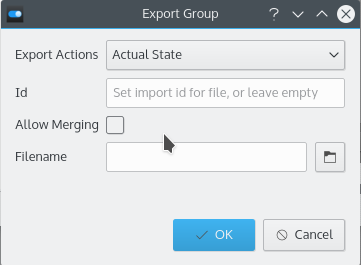 Export Group
Export Actions Actual State
Id Set import id for file, or leave empty
Allow Merging
Filename
OK Cancel